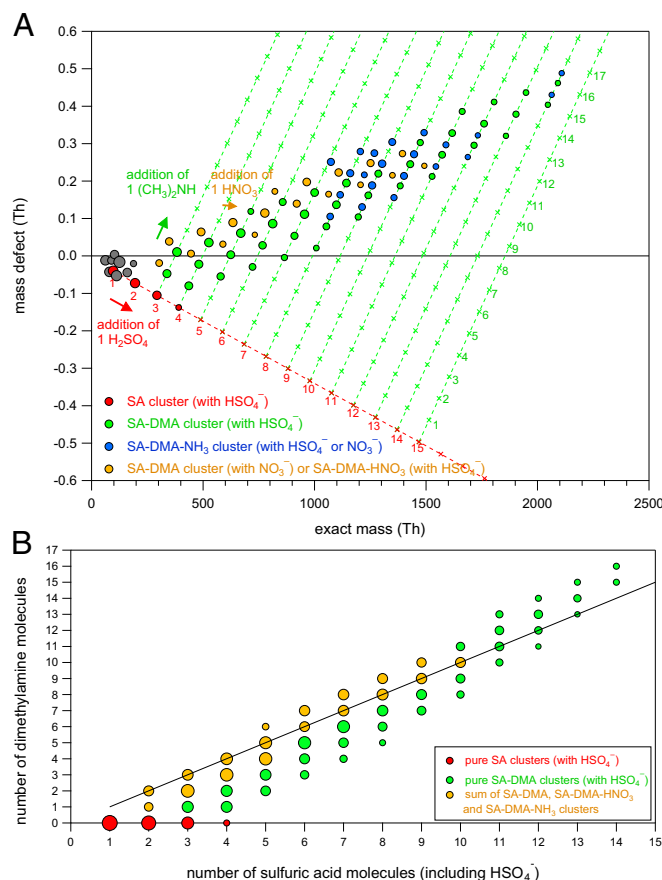 A
0.6
0.5
0.4
0.3
0.2
0.1
0.0
-0.1
-0.2
-0.3
-0.4
-0.5
-0.6
mass defect (Th)
addition of
1 (CH₃)₂NH
addition of
1 HNO₃
addition of
1 H₂SO₄
1
2
3
4
5
6
7
8
9
10
11
12
13
14
15
17
16
15
14
13
12
11
10
9
8
7
6
5
4
3
2
1
SA cluster (with HSO₄⁻)
SA-DMA cluster (with HSO₄⁻)
SA-DMA-NH₃ cluster (with HSO₄⁻ or NO₃⁻)
SA-DMA cluster (with NO₃⁻) or SA-DMA-HNO₃ (with HSO₄⁻)
0 500 1000 1500 2000 2500
exact mass (Th)
B
17
16
15
14
13
12
11
10
9
8
7
6
5
4
3
2
1
0
number of dimethylamine molecules
pure SA clusters (with HSO₄⁻)
pure SA-DMA clusters (with HSO₄⁻)
sum of SA-DMA, SA-DMA-HNO₃
and SA-DMA-NH₃ clusters
0 1 2 3 4 5 6 7 8 9 10 11 12 13 14 15
number of sulfuric acid molecules (including HSO₄⁻)